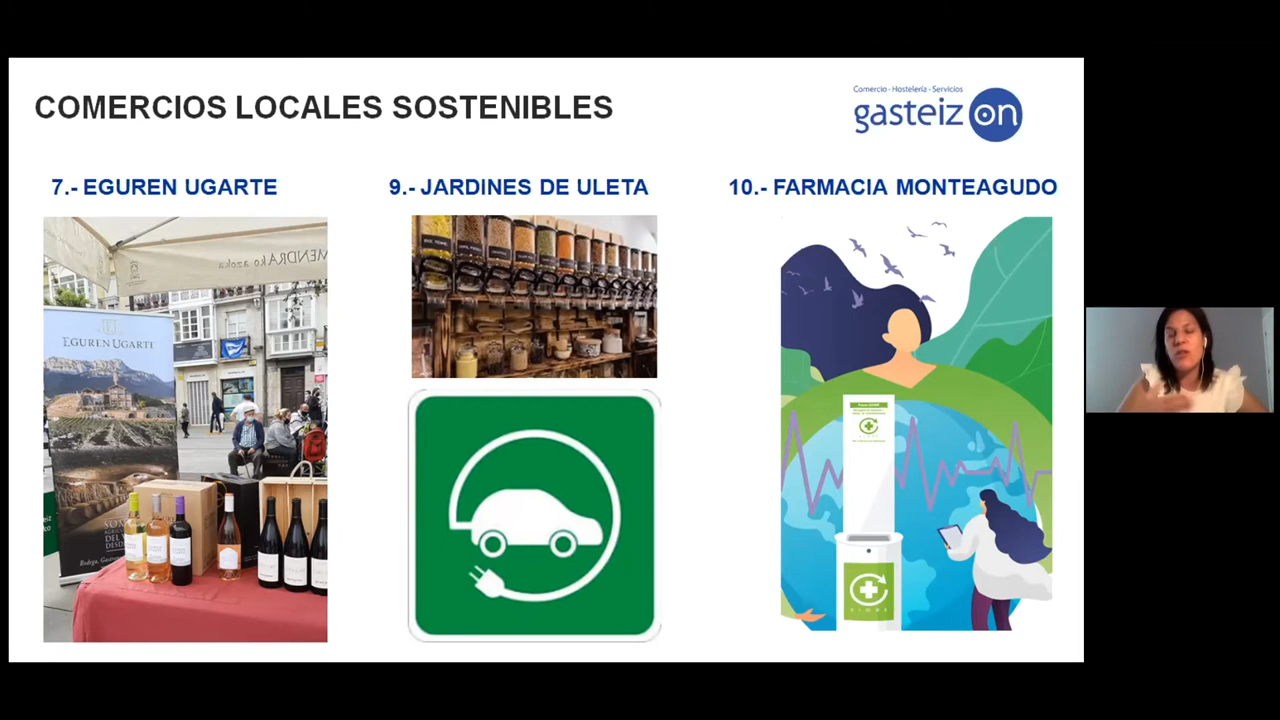 COMERCIOS LOCALES SOSTENIBLES
Comercio - Hostelería - Servicios
gasteiz on
7.- EGUREN UGARTE
9.- JARDINES DE ULETA
10.- FARMACIA MONTEAGUDO
EGUREN UGARTE